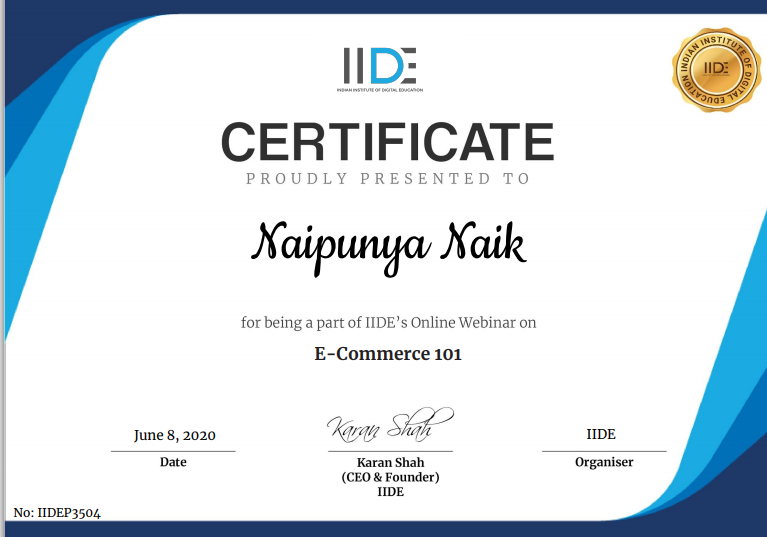 IIDE
INDIAN INSTITUTE OF DIGITAL EDUCATION
INDIAN INSTITUTE OF DIGITAL EDUCATION
IIDE
CERTIFICATE
PROUDLY PRESENTED TO
Naipunya Naik
for being a part of IIDE’s Online Webinar on
E-Commerce 101
June 8, 2020
Date
Karan Shah
Karan Shah
(CEO & Founder)
IIDE
IIDE
Organiser
No: IIDEP3504